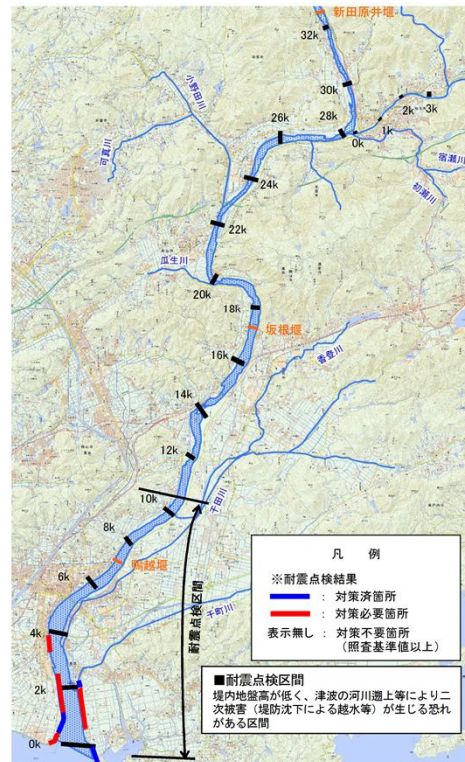 新田原井堰
32k
30k
小野田川
可真川
26k
28k
0k
1k
2k
3k
宿瀬川
初瀬川
24k
22k
瓜生川
20k
18k
坂根堰
16k
香登川
14k
12k
10k
千田川
8k
鴨越堰
6k
耐震点検区間
千町川
4k
2k
0k
凡 例
※耐震点検結果
: 対策済箇所
: 対策必要箇所
表示無し : 対策不要箇所
(照査基準値以上)
■耐震点検区間
堤内地盤高が低く、津波の河川遡上等により二
次被害(堤防沈下による越水等)が生じる恐れ
がある区間